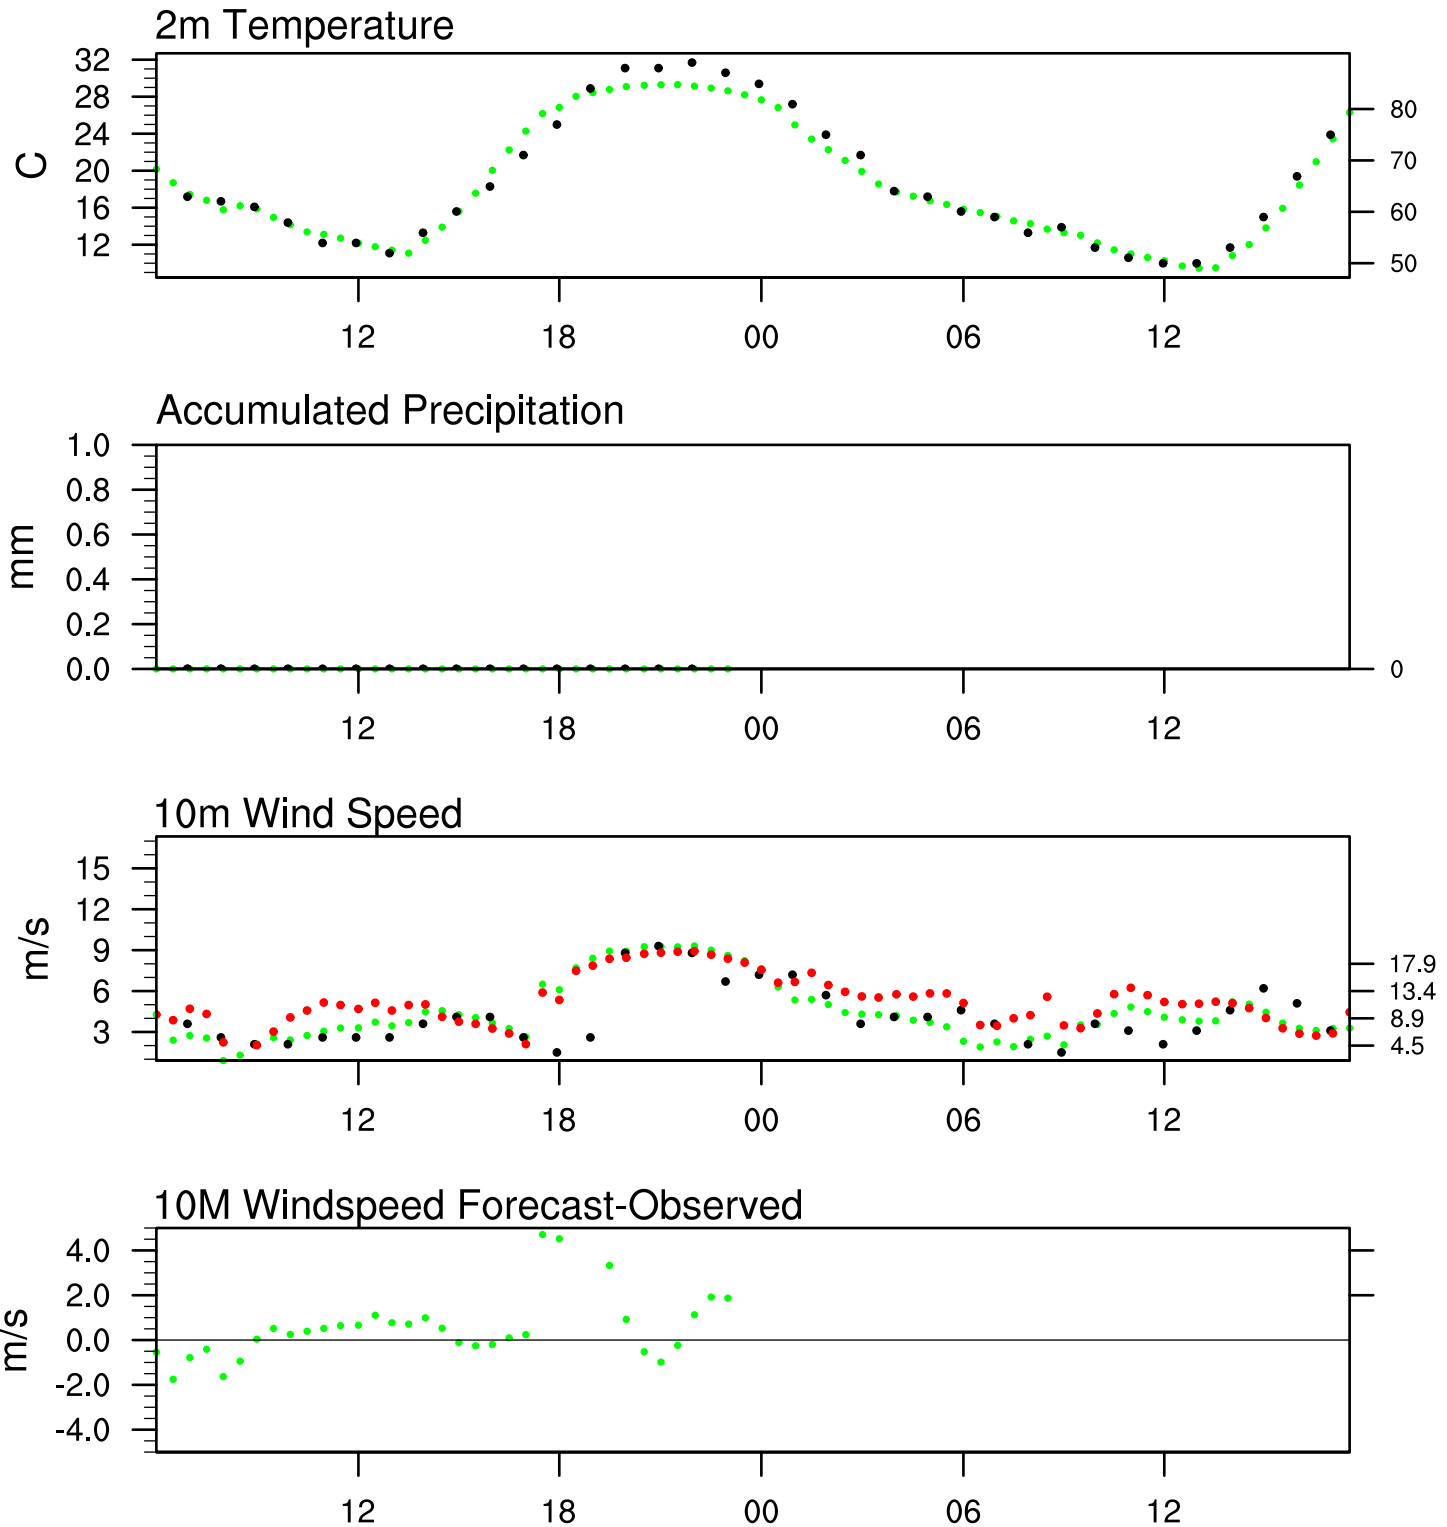 2m Temperature
32
28
24
20
16
12
C
80
70
60
50
12 18 00 06 12
Accumulated Precipitation
1.0
0.8
0.6
0.4
0.2
0.0
mm
0
12 18 00 06 12
10m Wind Speed
15
12
9
6
3
m/s
17.9
13.4
8.9
4.5
12 18 00 06 12
10M Windspeed Forecast-Observed
4.0
2.0
0.0
-2.0
-4.0
m/s
12 18 00 06 12